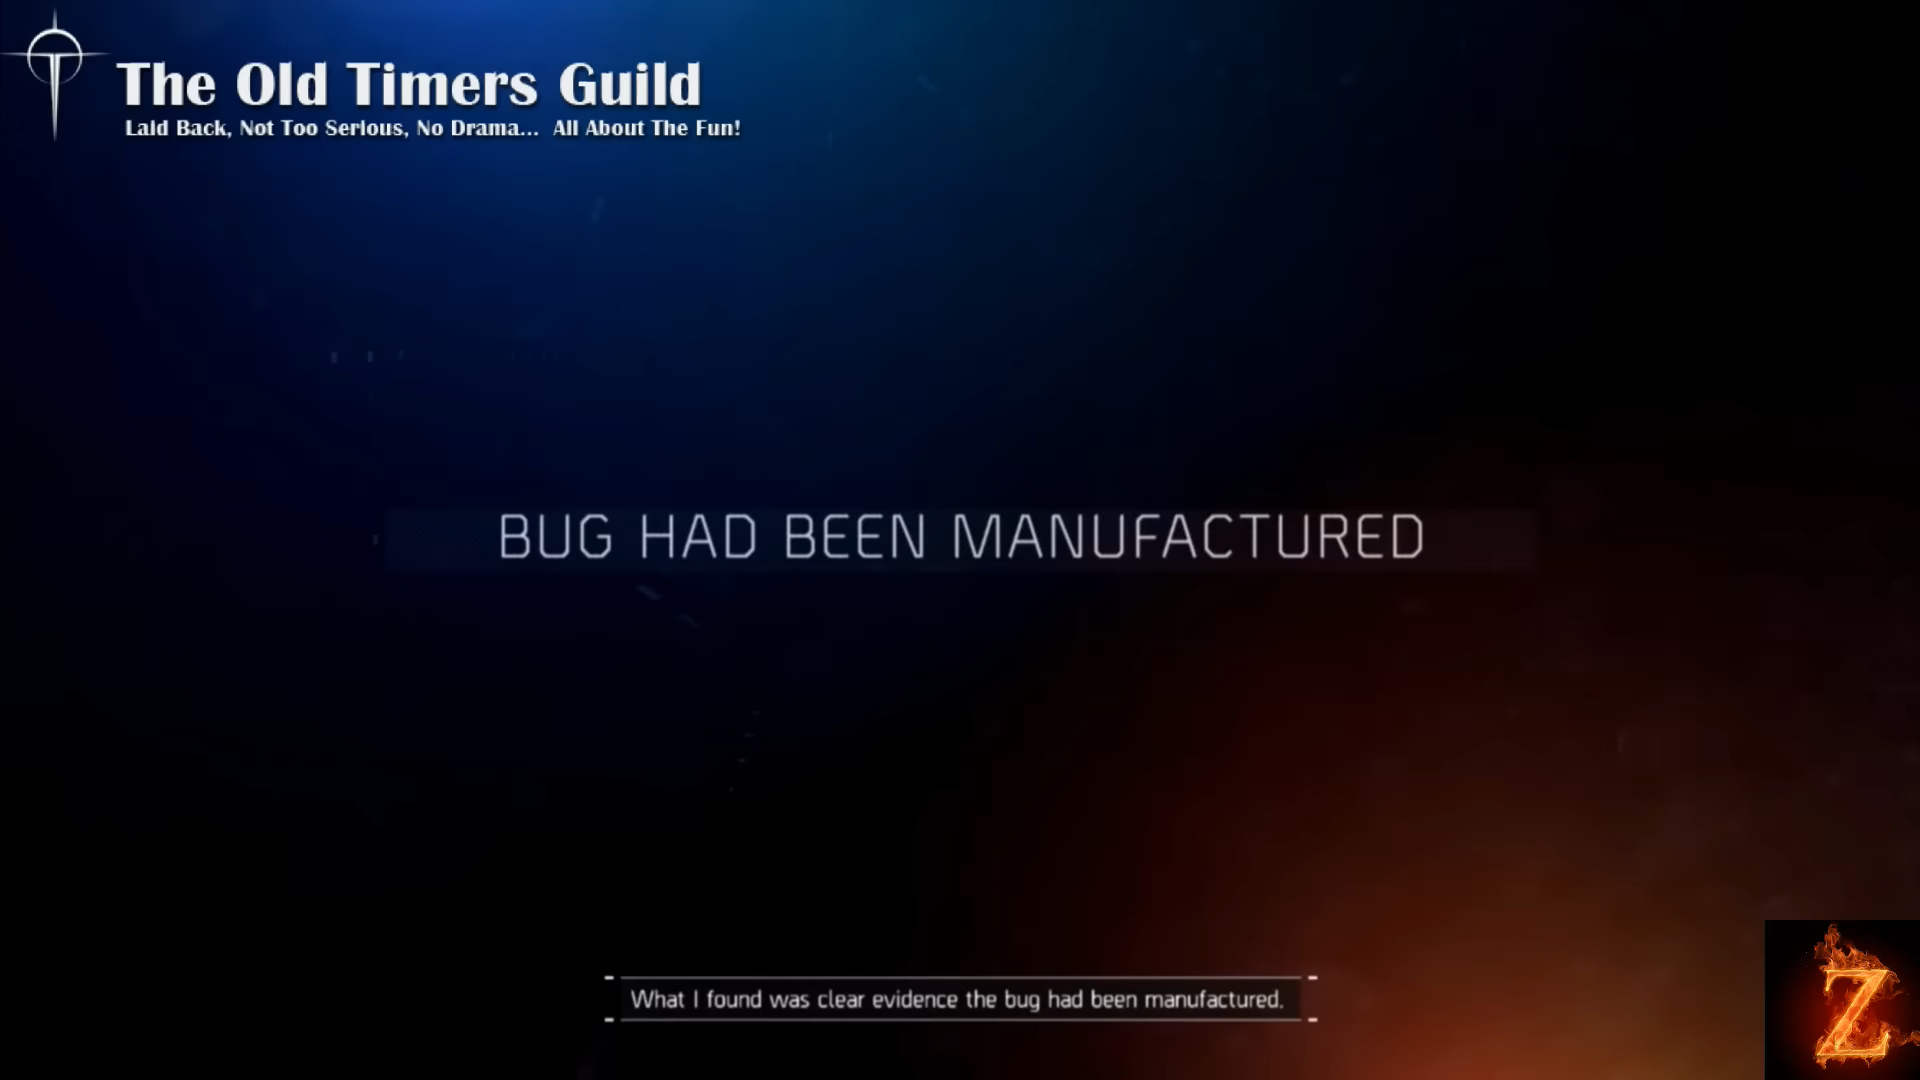 The Old Timers Guild
Laid Back, Not Too Serious, No Drama... All About The Fun!
BUG HAD BEEN MANUFACTURED
What I found was clear evidence the bug had been manufactured.
Z